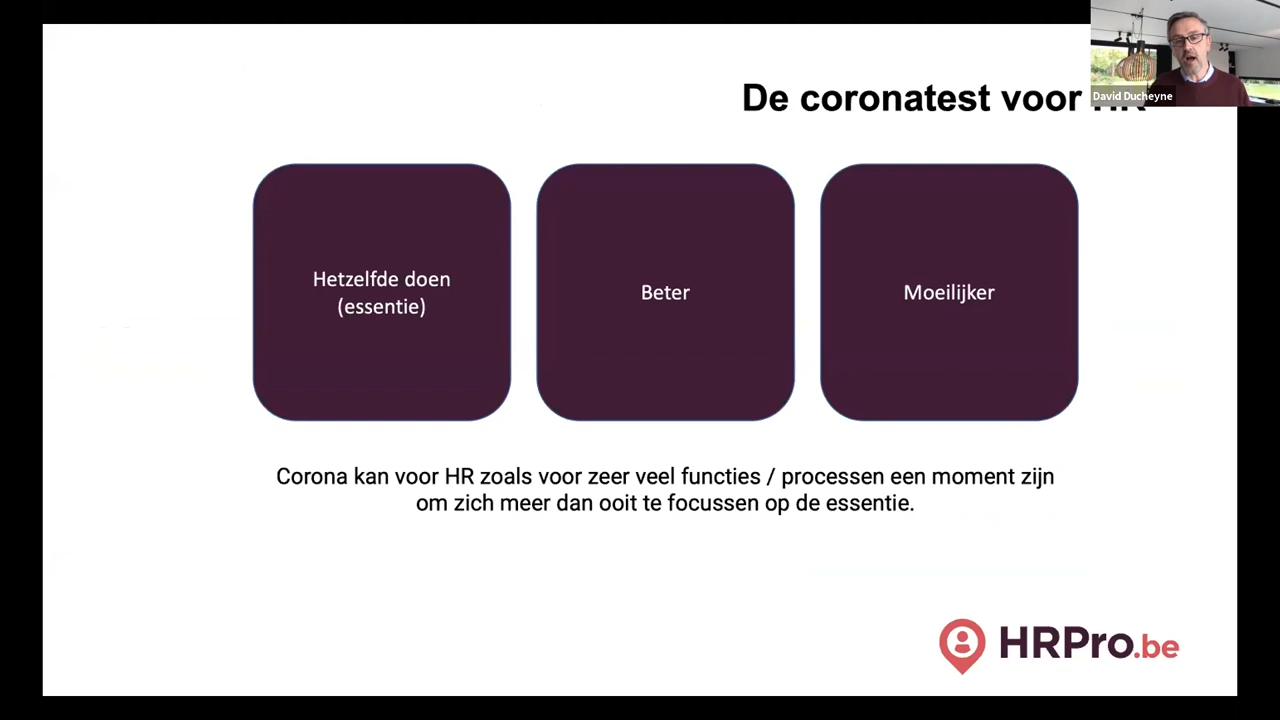 De coronatest voor HR
David Ducheyne
Hetzelfde doen
(essentie)
Beter
Moeilijker
Corona kan voor HR zoals voor zeer veel functies / processen een moment zijn
om zich meer dan ooit te focussen op de essentie.
HRPro.be